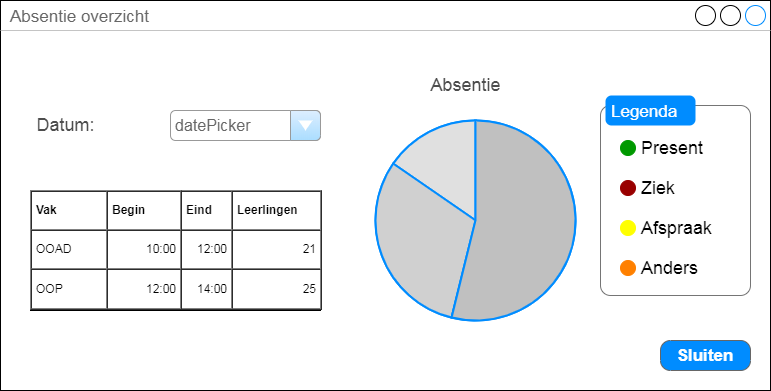 Absentie overzicht
Absentie
Datum:
datePicker
Vak Begin Eind Leerlingen
OOAD 10:00 12:00 21
OOP 12:00 14:00 25
Legenda
Present
Ziek
Afspraak
Anders
Sluiten